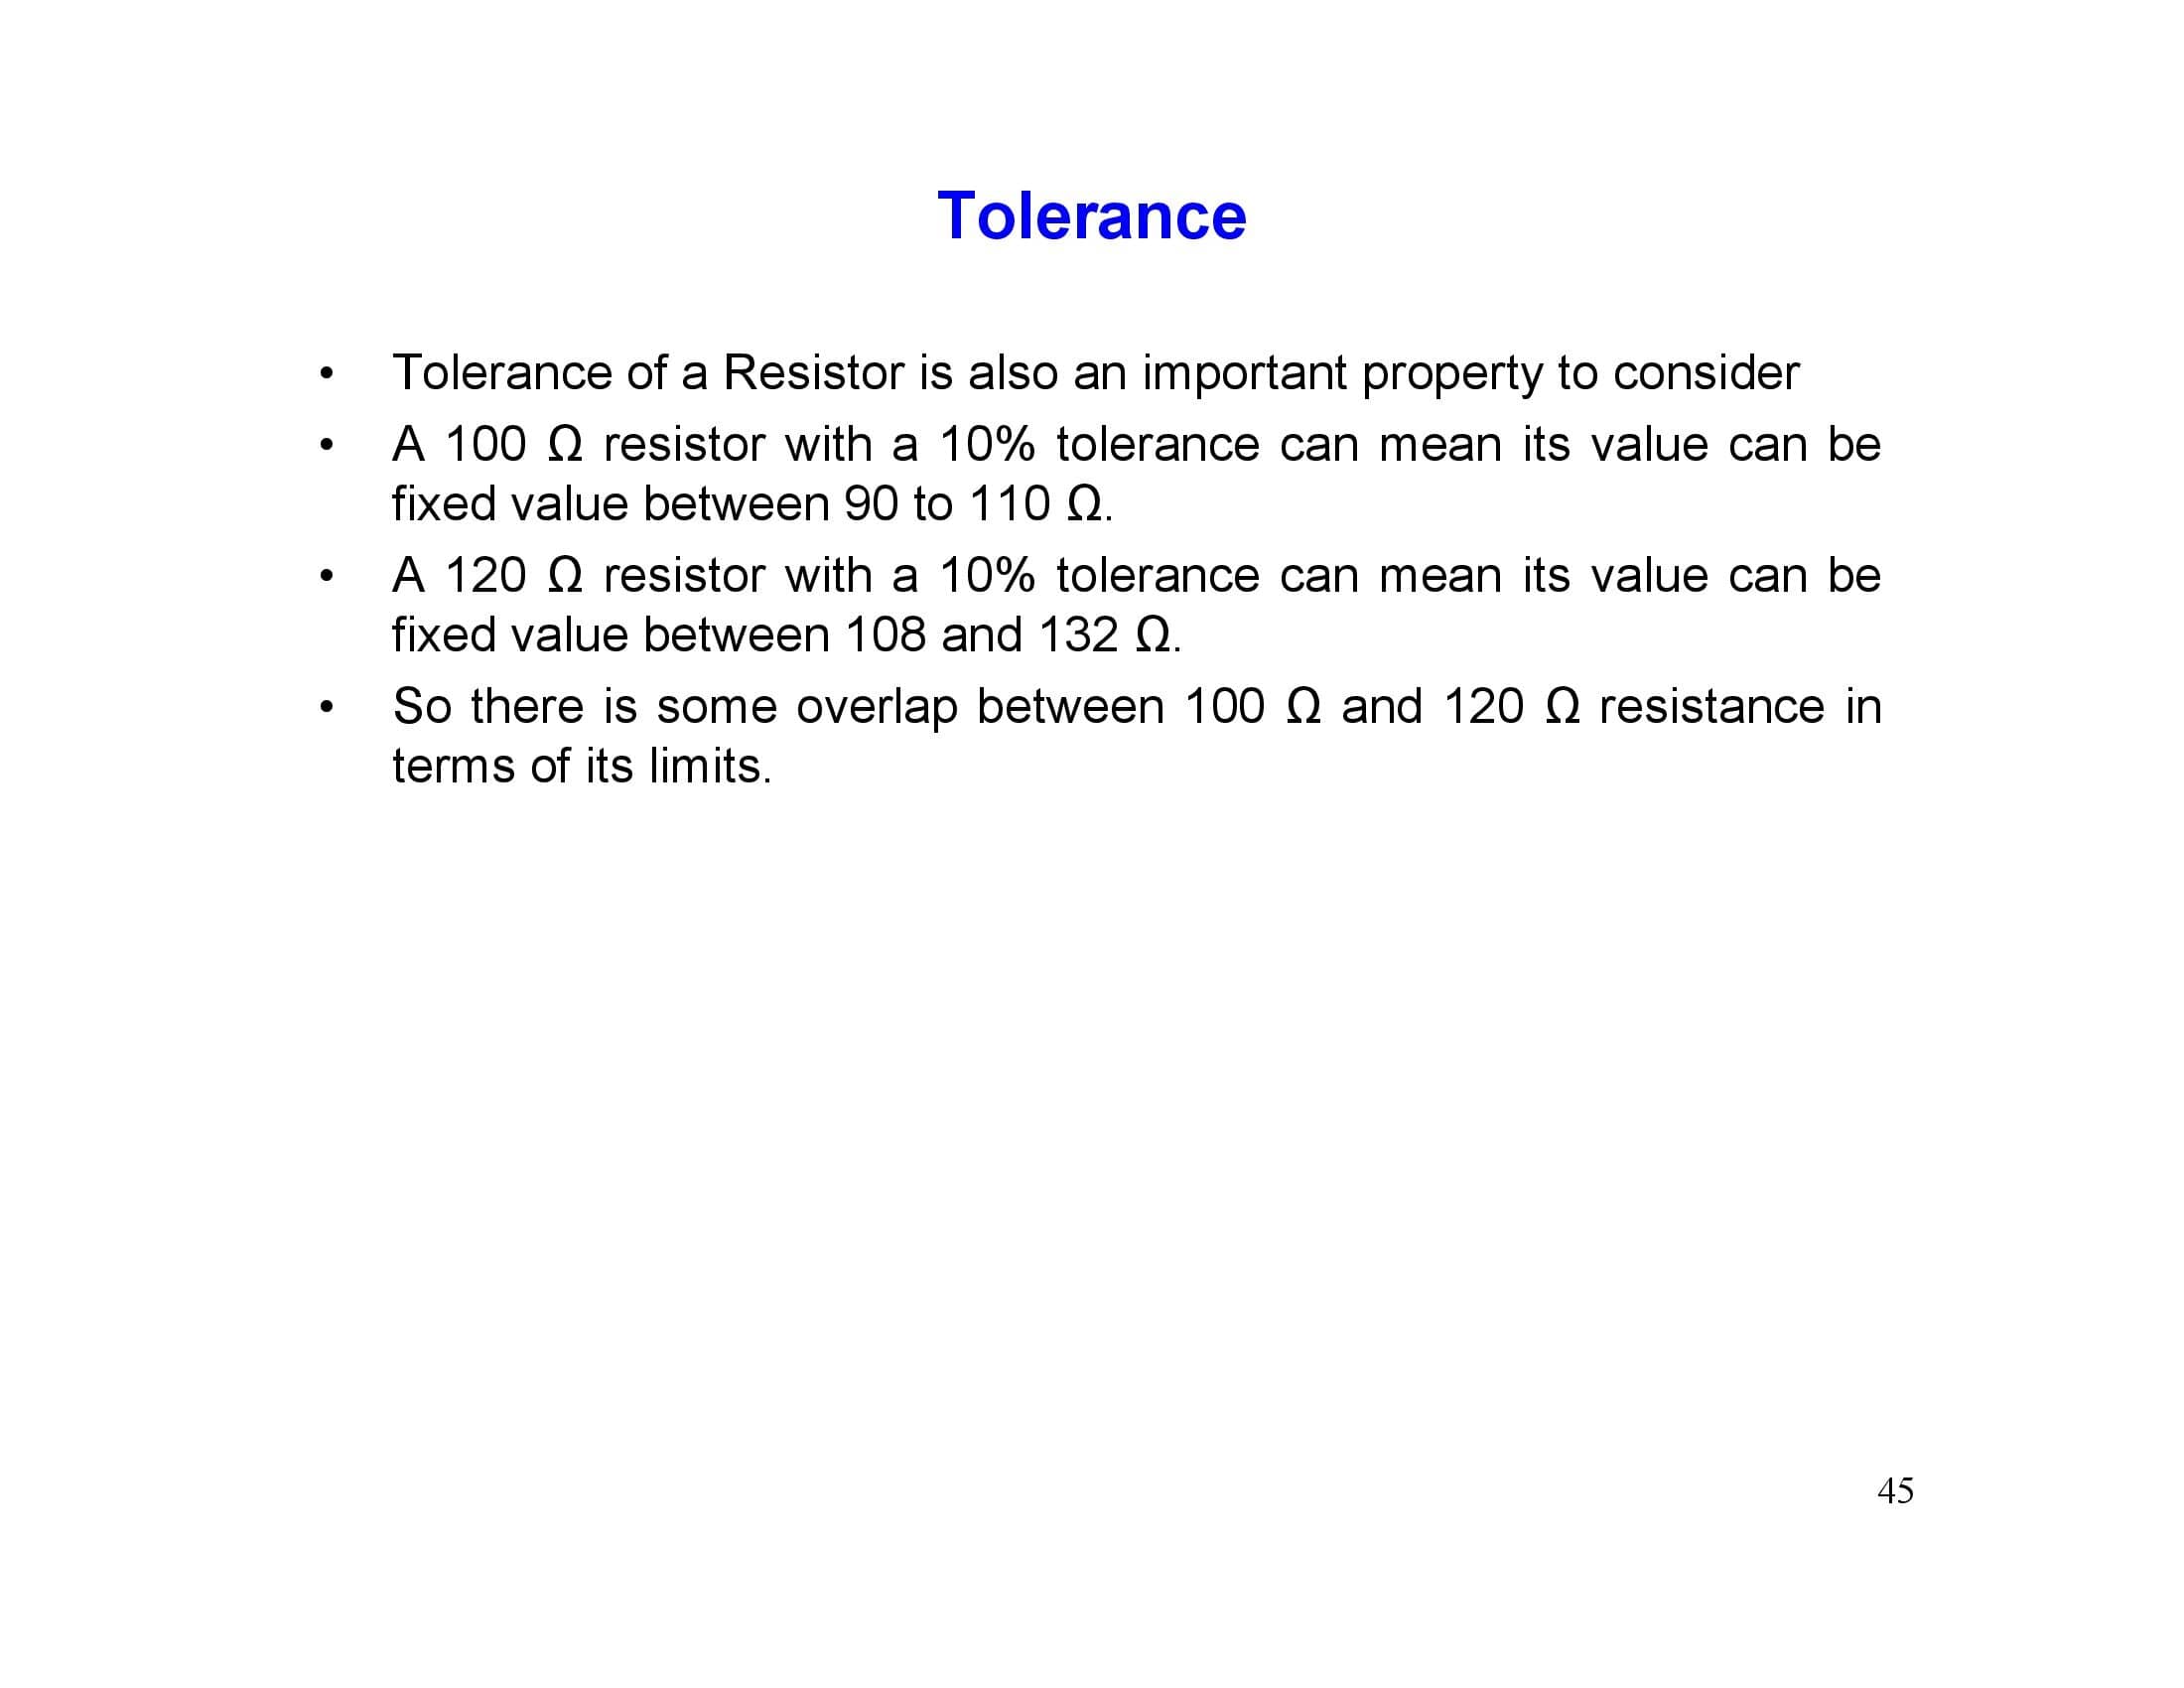 Tolerance
• Tolerance of a Resistor is also an important property to consider
• A 100 Ω resistor with a 10% tolerance can mean its value can be
fixed value between 90 to 110 Ω.
• A 120 Ω resistor with a 10% tolerance can mean its value can be
fixed value between 108 and 132 Ω.
• So there is some overlap between 100 Ω and 120 Ω resistance in
terms of its limits.
45